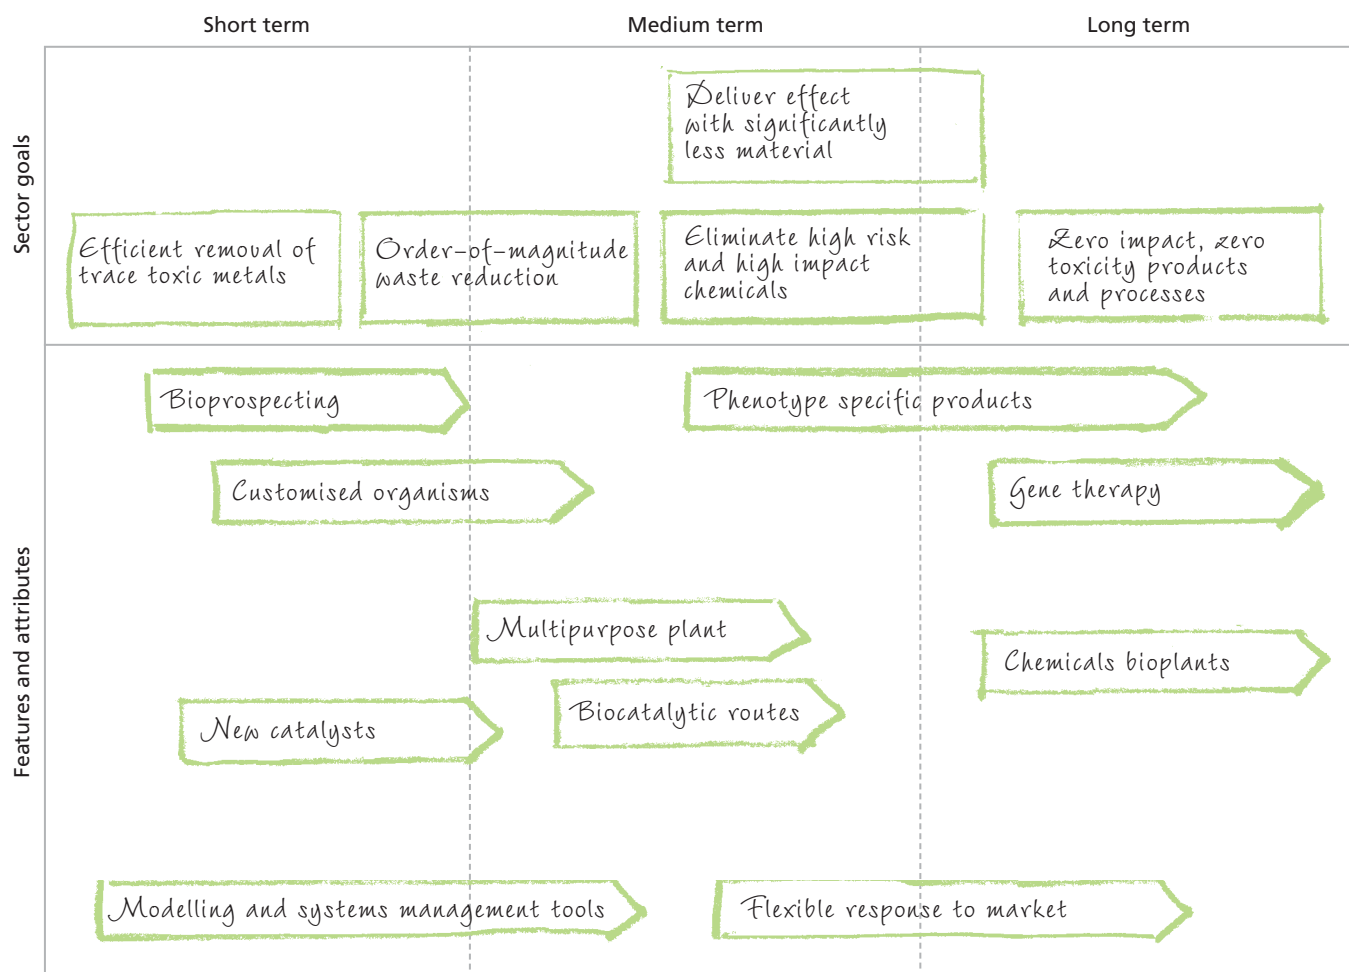 Short term
Medium term
Long term
Sector goals
Deliver effect
with significantly
less material
Efficient removal of
trace toxic metals
Order-of-magnitude
waste reduction
Eliminate high risk
and high impact
chemicals
Zero impact, zero
toxicity products
and processes
Features and attributes
Bioprospecting
Phenotype specific products
Customised organisms
Gene therapy
Multipurpose plant
Chemicals bioplants
Biocatalytic routes
New catalysts
Modelling and systems management tools
Flexible response to market